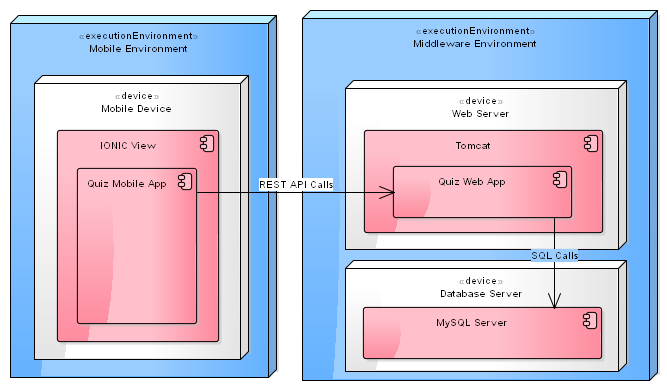 «executionEnvironment»
Mobile Environment
«device»
Mobile Device
IONIC View
Quiz Mobile App
REST API Calls
«executionEnvironment»
Middleware Environment
«device»
Web Server
Tomcat
Quiz Web App
SQL Calls
«device»
Database Server
MySQL Server